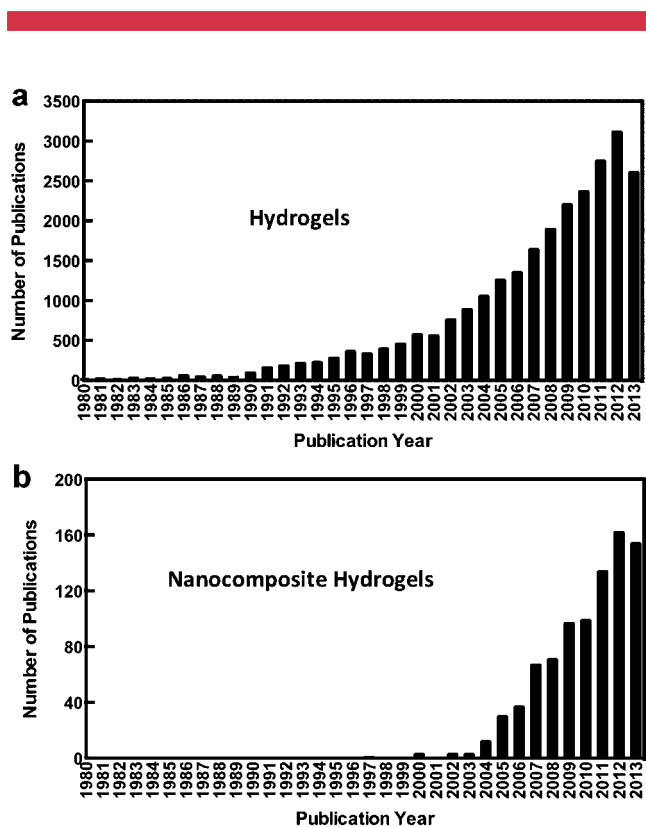 a
3500
3000
2500
2000
1500
1000
500
0
Number of Publications
Hydrogels
1980 1981 1982 1983 1984 1985 1986 1987 1988 1989 1990 1991 1992 1993 1994 1995 1996 1997 1998 1999 2000 2001 2002 2003 2004 2005 2006 2007 2008 2009 2010 2011 2012 2013
Publication Year
b
200
160
120
80
40
0
Number of Publications
Nanocomposite Hydrogels
1980 1981 1982 1983 1984 1985 1986 1987 1988 1989 1990 1991 1992 1993 1994 1995 1996 1997 1998 1999 2000 2001 2002 2003 2004 2005 2006 2007 2008 2009 2010 2011 2012 2013
Publication Year